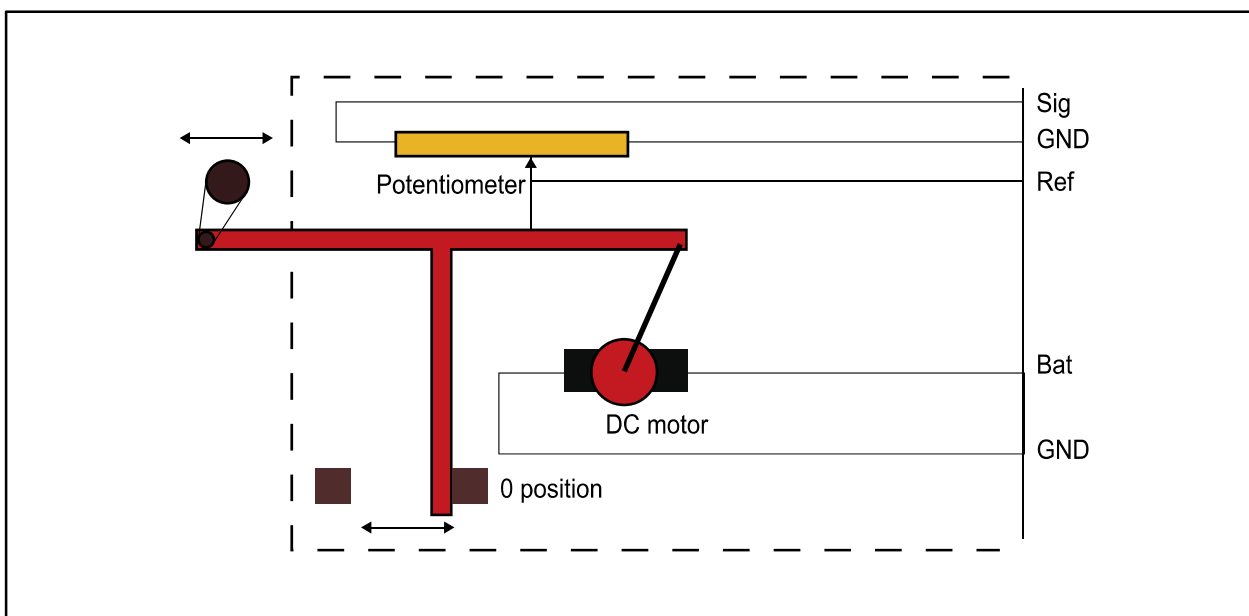 Sig
GND
Potentiometer
Ref
Bat
DC motor
GND
0 position